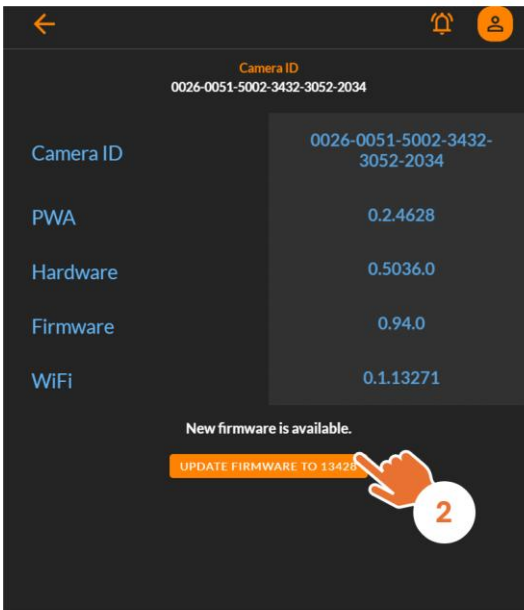 Camera ID
0026-0051-5002-3432-3052-2034
Camera ID
0026-0051-5002-3432-
3052-2034
PWA
0.2.4628
Hardware
0.5036.0
Firmware
0.94.0
WiFi
0.1.13271
New firmware is available.
UPDATE FIRMWARE TO 13428
2